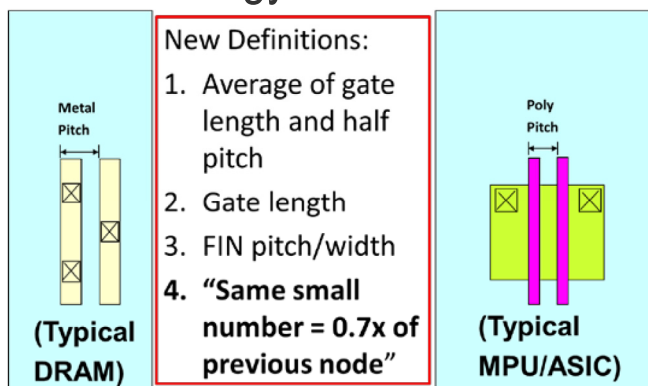 gy
Metal
Pitch
(Typical
DRAM)
New Definitions:
1. Average of gate
length and half
pitch
2. Gate length
3. FIN pitch/width
4. “Same small
number = 0.7x of
previous node”
Poly
Pitch
(Typical
MPU/ASIC)